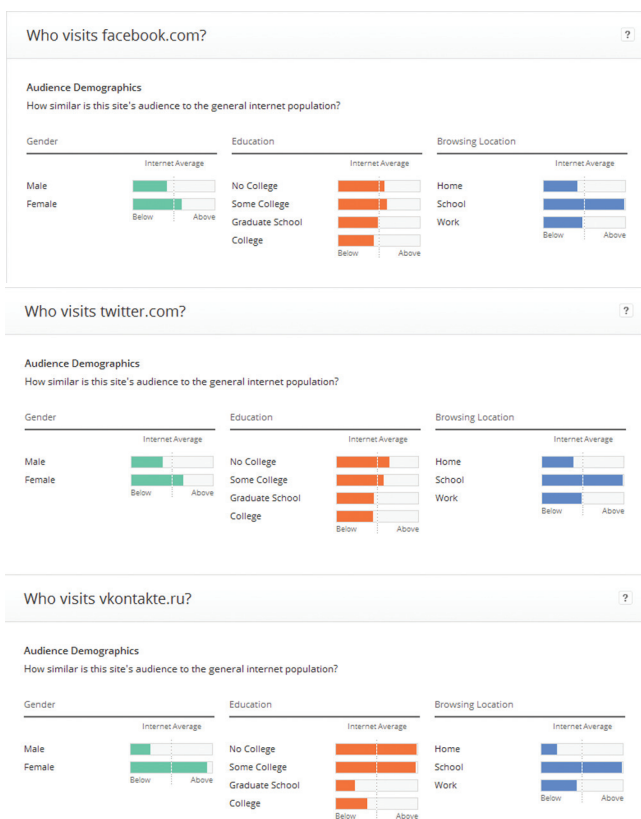 Who visits facebook.com?
?
Audience Demographics
How similar is this site's audience to the general internet population?
Gender
Internet Average
Male
Female
Below Above
Education
Internet Average
No College
Some College
Graduate School
College
Below Above
Browsing Location
Internet Average
Home
School
Work
Below Above
Who visits twitter.com?
?
Audience Demographics
How similar is this site's audience to the general internet population?
Gender
Internet Average
Male
Female
Below Above
Education
Internet Average
No College
Some College
Graduate School
College
Below Above
Browsing Location
Internet Average
Home
School
Work
Below Above
Who visits vkontakte.ru?
?
Audience Demographics
How similar is this site's audience to the general internet population?
Gender
Internet Average
Male
Female
Below Above
Education
Internet Average
No College
Some College
Graduate School
College
Below Above
Browsing Location
Internet Average
Home
School
Work
Below Above